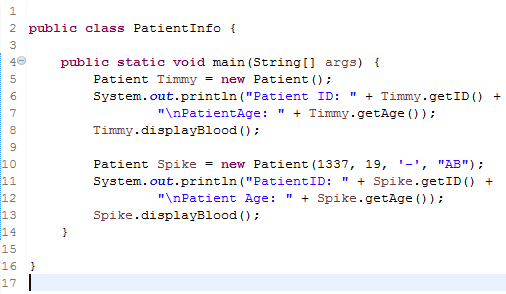 1
2 public class PatientInfo {
3
4 public static void main(String[] args) {
5 Patient Timmy = new Patient();
6 System.out.println("Patient ID: " + Timmy.getID() +
7 "\nPatientAge: " + Timmy.getAge());
8 Timmy.displayBlood();
9
10 Patient Spike = new Patient(1337, 19, '-', "AB");
11 System.out.println("PatientID: " + Spike.getID() +
12 "\nPatient Age: " + Spike.getAge());
13 Spike.displayBlood();
14 }
15
16 }
17